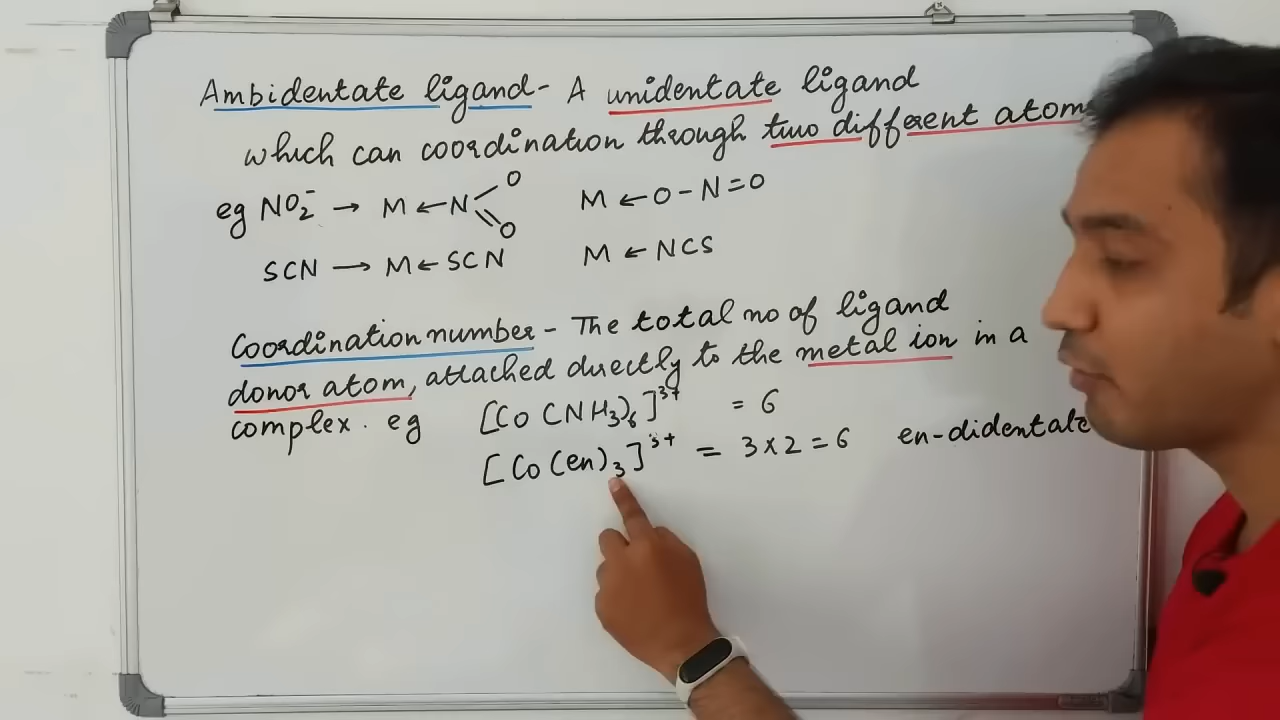 Ambidentate ligand - A unidentate ligand
which can coordination through two different atom
eg NO₂⁻ → M ← N O O M ← O - N = O
SCN → M ← SCN M ← NCS
Coordination number - The total no of ligand
donor atom, attached directly to the metal ion in a
complex. eg [Co CNH₃)₆]³⁺ = 6
[Co(en)₃]³⁺ = 3 x 2 = 6 en-didentate